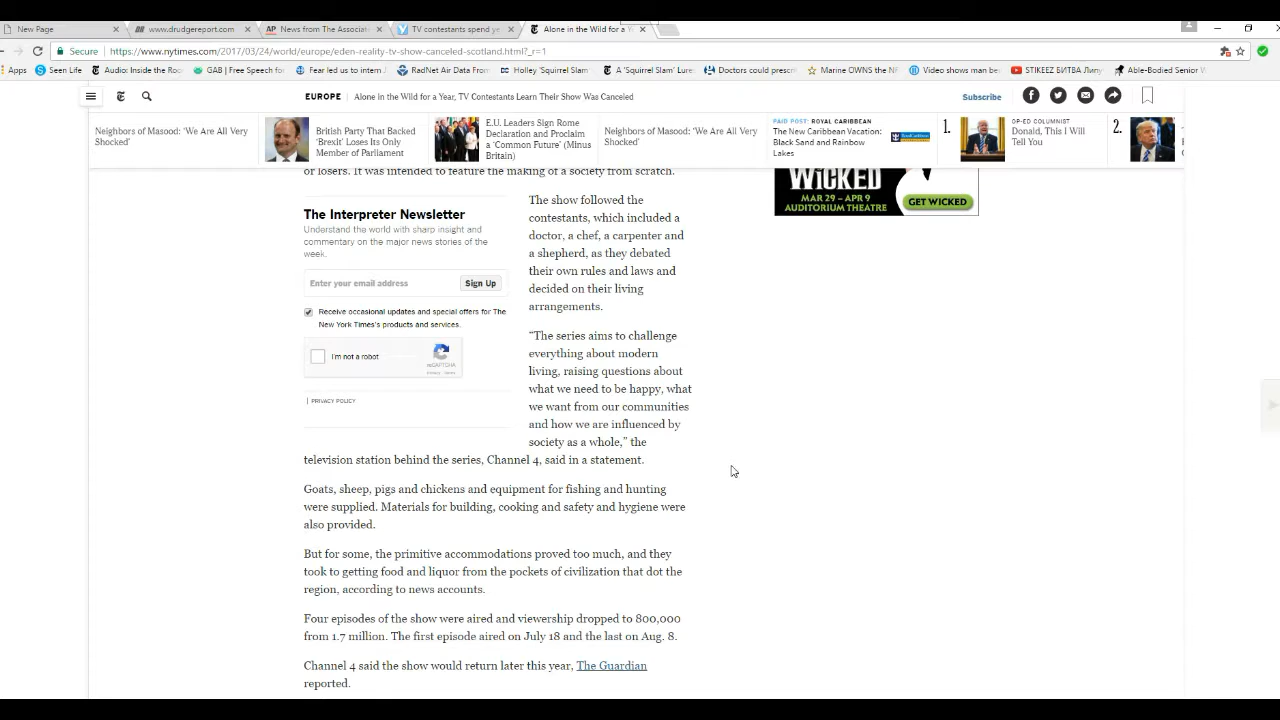 New Page
www.drudgereport.com
AP News from The Associat
TV contestants spend ye
Alone in the Wild for a
Secure
https://www.nytimes.com/2017/03/24/world/europe/eden-reality-tv-show-canceled-scotland.html?_r=1
Apps
Seen Life
Audio: Inside the Roo
GAB | Free Speech fo
Fear led us to intern J
RadNet Air Data From
Holley 'Squirrel Slam'
A 'Squirrel Slam' Lure
Doctors could prescr
Marine OWNS the NF
Video shows man be
STIKEEZ БИТВА Липу
Able-Bodied Senior
EUROPE
Alone in the Wild for a Year, TV Contestants Learn Their Show Was Canceled
Subscribe
Neighbors of Masood: ‘We Are All Very
Shocked’
British Party That Backed
‘Brexit’ Loses Its Only
Member of Parliament
E.U. Leaders Sign Rome
Declaration and Proclaim
a ‘Common Future’ (Minus
Britain)
Neighbors of Masood: ‘We Are All Very
Shocked’
PAID POST: ROYAL CARIBBEAN
The New Caribbean Vacation:
Black Sand and Rainbow
Lakes
1.
OP-ED COLUMNIST
Donald, This I Will
Tell You
2.
or losers. It was intended to feature the making of a society from scratch.
WICKED
MAR 29 – APR 9
AUDITORIUM THEATRE
GET WICKED
The Interpreter Newsletter
Understand the world with sharp insight and
commentary on the major news stories of the
week.
Enter your email address
Sign Up
Receive occasional updates and special offers for The
New York Times's products and services.
I'm not a robot
reCAPTCHA
PRIVACY POLICY
The show followed the
contestants, which included a
doctor, a chef, a carpenter and
a shepherd, as they debated
their own rules and laws and
decided on their living
arrangements.
“The series aims to challenge
everything about modern
living, raising questions about
what we need to be happy, what
we want from our communities
and how we are influenced by
society as a whole,” the
television station behind the series, Channel 4, said in a statement.
Goats, sheep, pigs and chickens and equipment for fishing and hunting
were supplied. Materials for building, cooking and safety and hygiene were
also provided.
But for some, the primitive accommodations proved too much, and they
took to getting food and liquor from the pockets of civilization that dot the
region, according to news accounts.
Four episodes of the show were aired and viewership dropped to 800,000
from 1.7 million. The first episode aired on July 18 and the last on Aug. 8.
Channel 4 said the show would return later this year, The Guardian
reported.